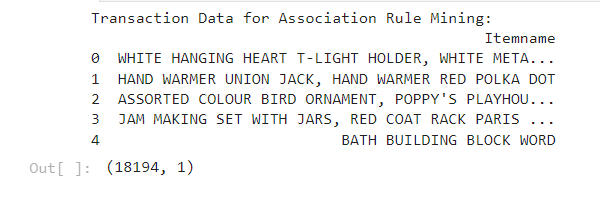 Transaction Data for Association Rule Mining:
Itemname
0 WHITE HANGING HEART T-LIGHT HOLDER, WHITE META...
1 HAND WARMER UNION JACK, HAND WARMER RED POLKA DOT
2 ASSORTED COLOUR BIRD ORNAMENT, POPPY'S PLAYHOU...
3 JAM MAKING SET WITH JARS, RED COAT RACK PARIS ...
4 BATH BUILDING BLOCK WORD
Out[ ]: (18194, 1)